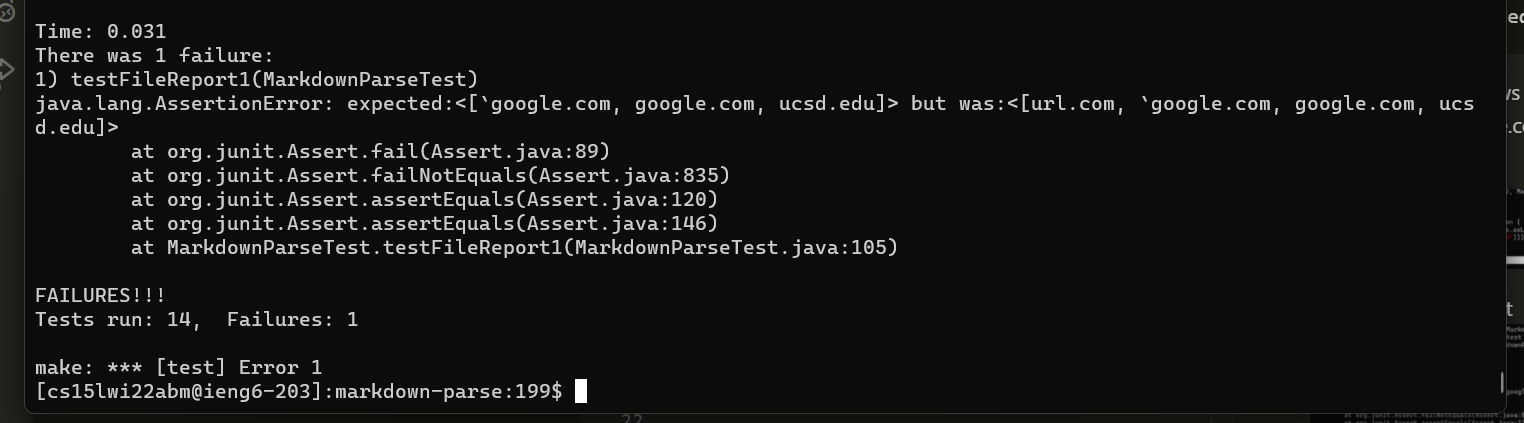 Time: 0.031
There was 1 failure:
1) testFileReport1(MarkdownParseTest)
java.lang.AssertionError: expected:<[`google.com, google.com, ucsd.edu]> but was:<[url.com, `google.com, google.com, ucs
d.edu]>
        at org.junit.Assert.fail(Assert.java:89)
        at org.junit.Assert.failNotEquals(Assert.java:835)
        at org.junit.Assert.assertEquals(Assert.java:120)
        at org.junit.Assert.assertEquals(Assert.java:146)
        at MarkdownParseTest.testFileReport1(MarkdownParseTest.java:105)
FAILURES!!!
Tests run: 14,  Failures: 1
make: *** [test] Error 1
[cs15lwi22abm@ieng6-203]:markdown-parse:199$